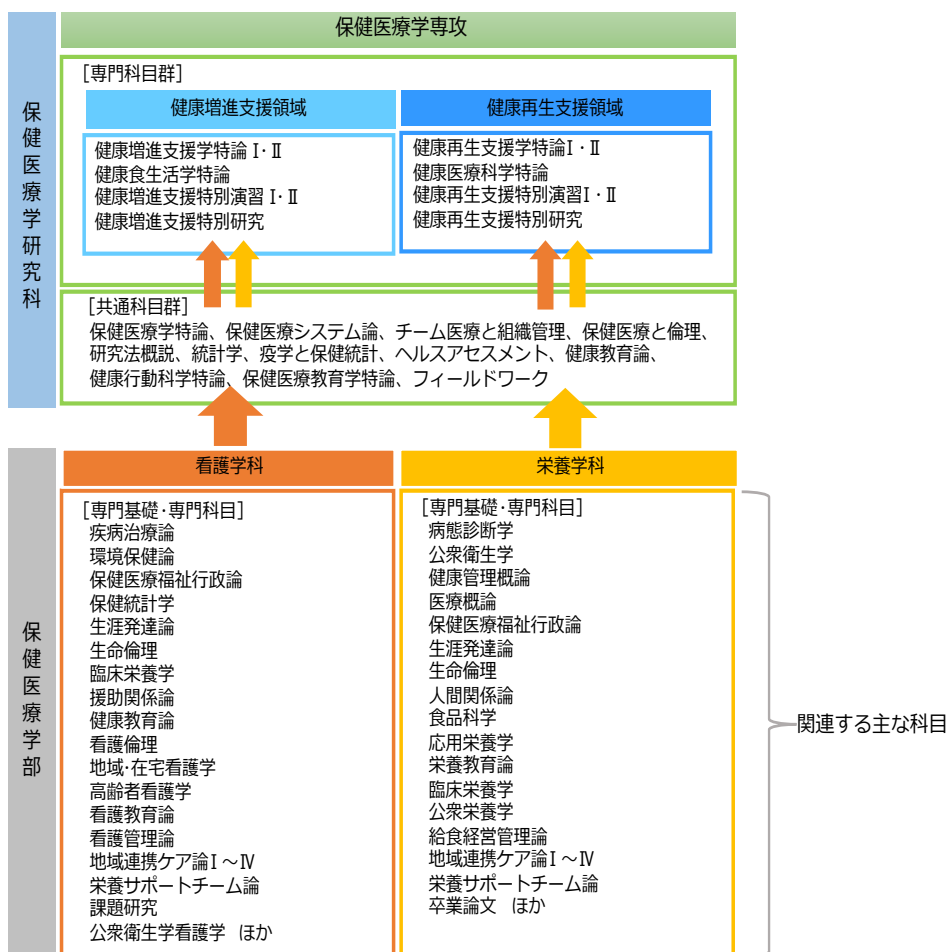 保健医療学研究科
保健医療学専攻
［専門科目群］
健康増進支援領域
健康増進支援学特論 Ⅰ・Ⅱ
健康食生活学特論
健康増進支援特別演習 Ⅰ・Ⅱ
健康増進支援特別研究
健康再生支援領域
健康再生支援学特論Ⅰ・Ⅱ
健康医療科学特論
健康再生支援特別演習Ⅰ・Ⅱ
健康再生支援特別研究
［共通科目群］
保健医療学特論、保健医療システム論、チーム医療と組織管理、保健医療と倫理、
研究法概説、統計学、疫学と保健統計、ヘルスアセスメント、健康教育論、
健康行動科学特論、保健医療教育学特論、フィールドワーク
保健医療学部
看護学科
［専門基礎・専門科目］
疾病治療論
環境保健論
保健医療福祉行政論
保健統計学
生涯発達論
生命倫理
臨床栄養学
援助関係論
健康教育論
看護倫理
地域・在宅看護学
高齢者看護学
看護教育論
看護管理論
地域連携ケア論Ⅰ～Ⅳ
栄養サポートチーム論
課題研究
公衆衛生学看護学 ほか
栄養学科
［専門基礎・専門科目］
病態診断学
公衆衛生学
健康管理概論
医療概論
保健医療福祉行政論
生涯発達論
生命倫理
人間関係論
食品科学
応用栄養学
栄養教育論
臨床栄養学
公衆栄養学
給食経営管理論
地域連携ケア論Ⅰ～Ⅳ
栄養サポートチーム論
卒業論文 ほか
関連する主な科目